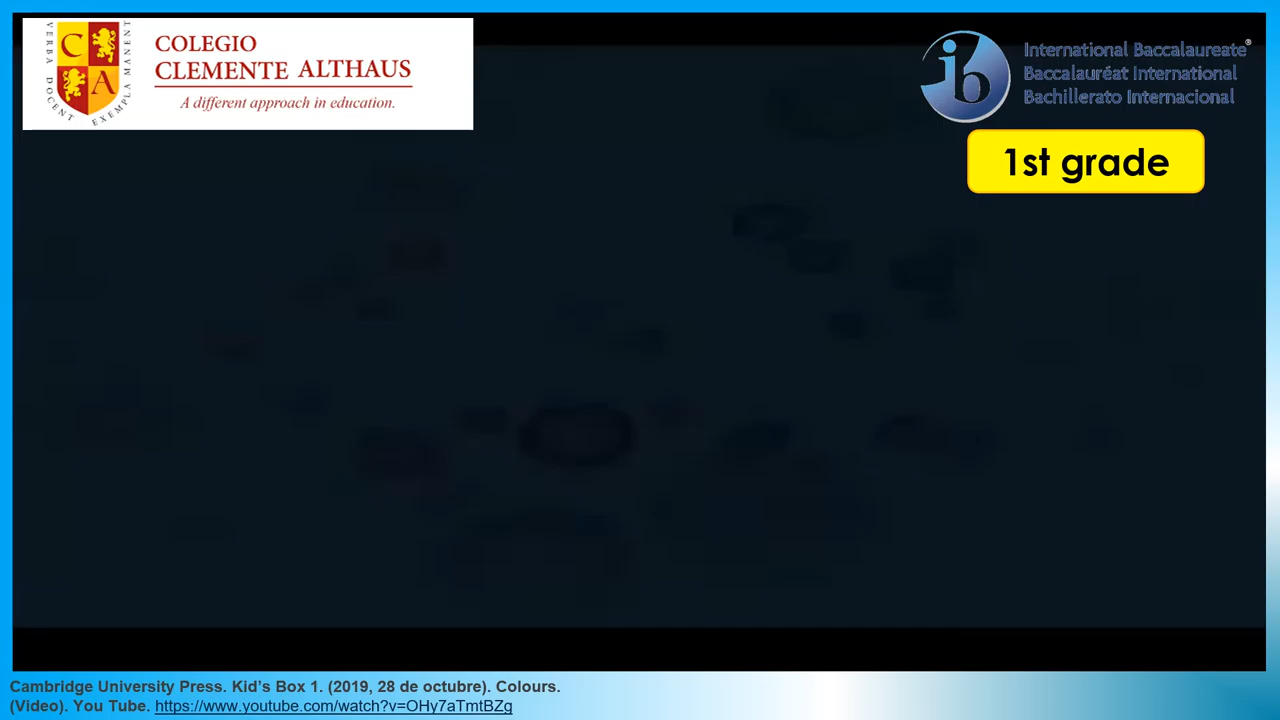 VERBA DOCENT EXEMPLA MANENT
C
A
COLEGIO
CLEMENTE ALTHAUS
A different approach in education.
ib
International Baccalaureate®
Baccalauréat International
Bachillerato Internacional
1st grade
Cambridge University Press. Kid's Box 1. (2019, 28 de octubre). Colours.
(Video). You Tube. https://www.youtube.com/watch?v=OHy7aTmtBZg